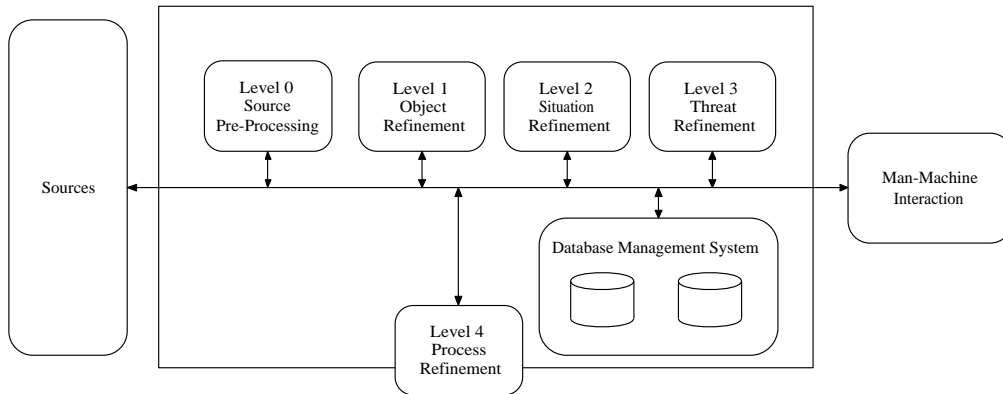 Level 0
Source
Pre-Processing
Level 1
Object
Refinement
Level 2
Situation
Refinement
Level 3
Threat
Refinement
Sources
Man-Machine
Interaction
Database Management System
Level 4
Process
Refinement